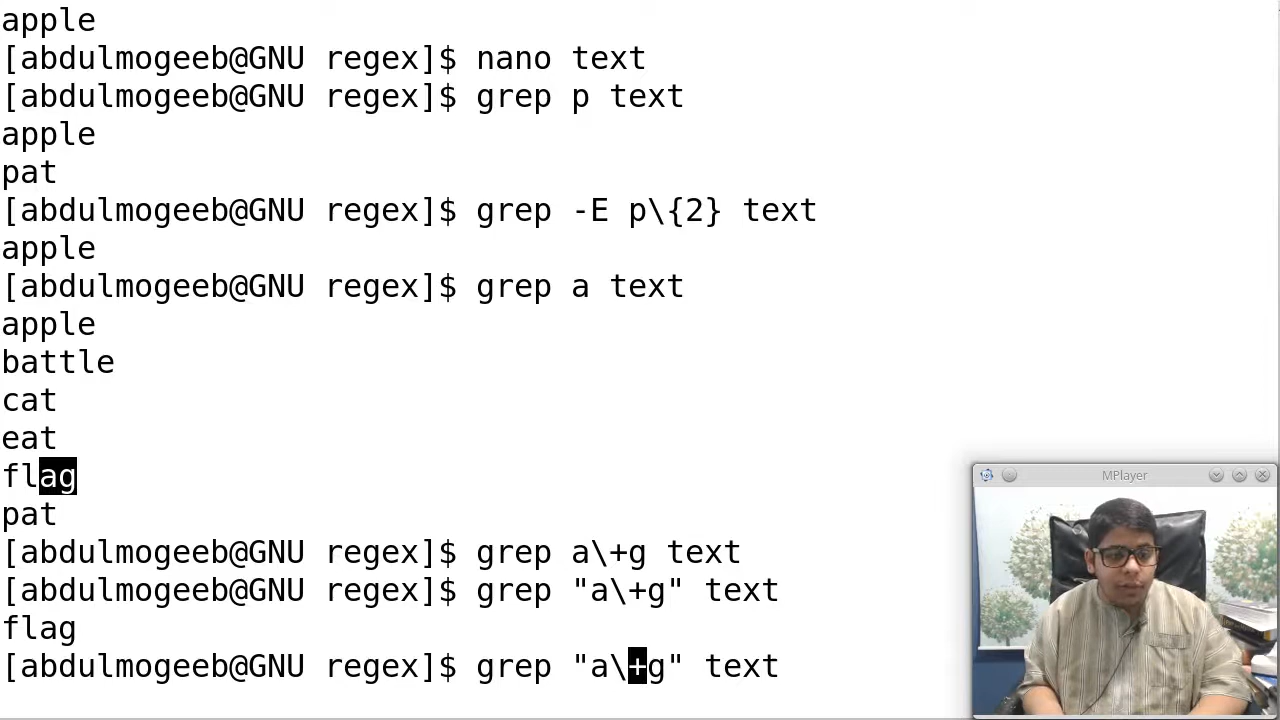 apple
[abdulmogeeb@GNU regex]$ nano text
[abdulmogeeb@GNU regex]$ grep p text
apple
pat
[abdulmogeeb@GNU regex]$ grep -E p\{2} text
apple
[abdulmogeeb@GNU regex]$ grep a text
apple
battle
cat
eat
flag
pat
[abdulmogeeb@GNU regex]$ grep a\+g text
[abdulmogeeb@GNU regex]$ grep "a\+g" text
flag
[abdulmogeeb@GNU regex]$ grep "a\+g" text
MPlayer